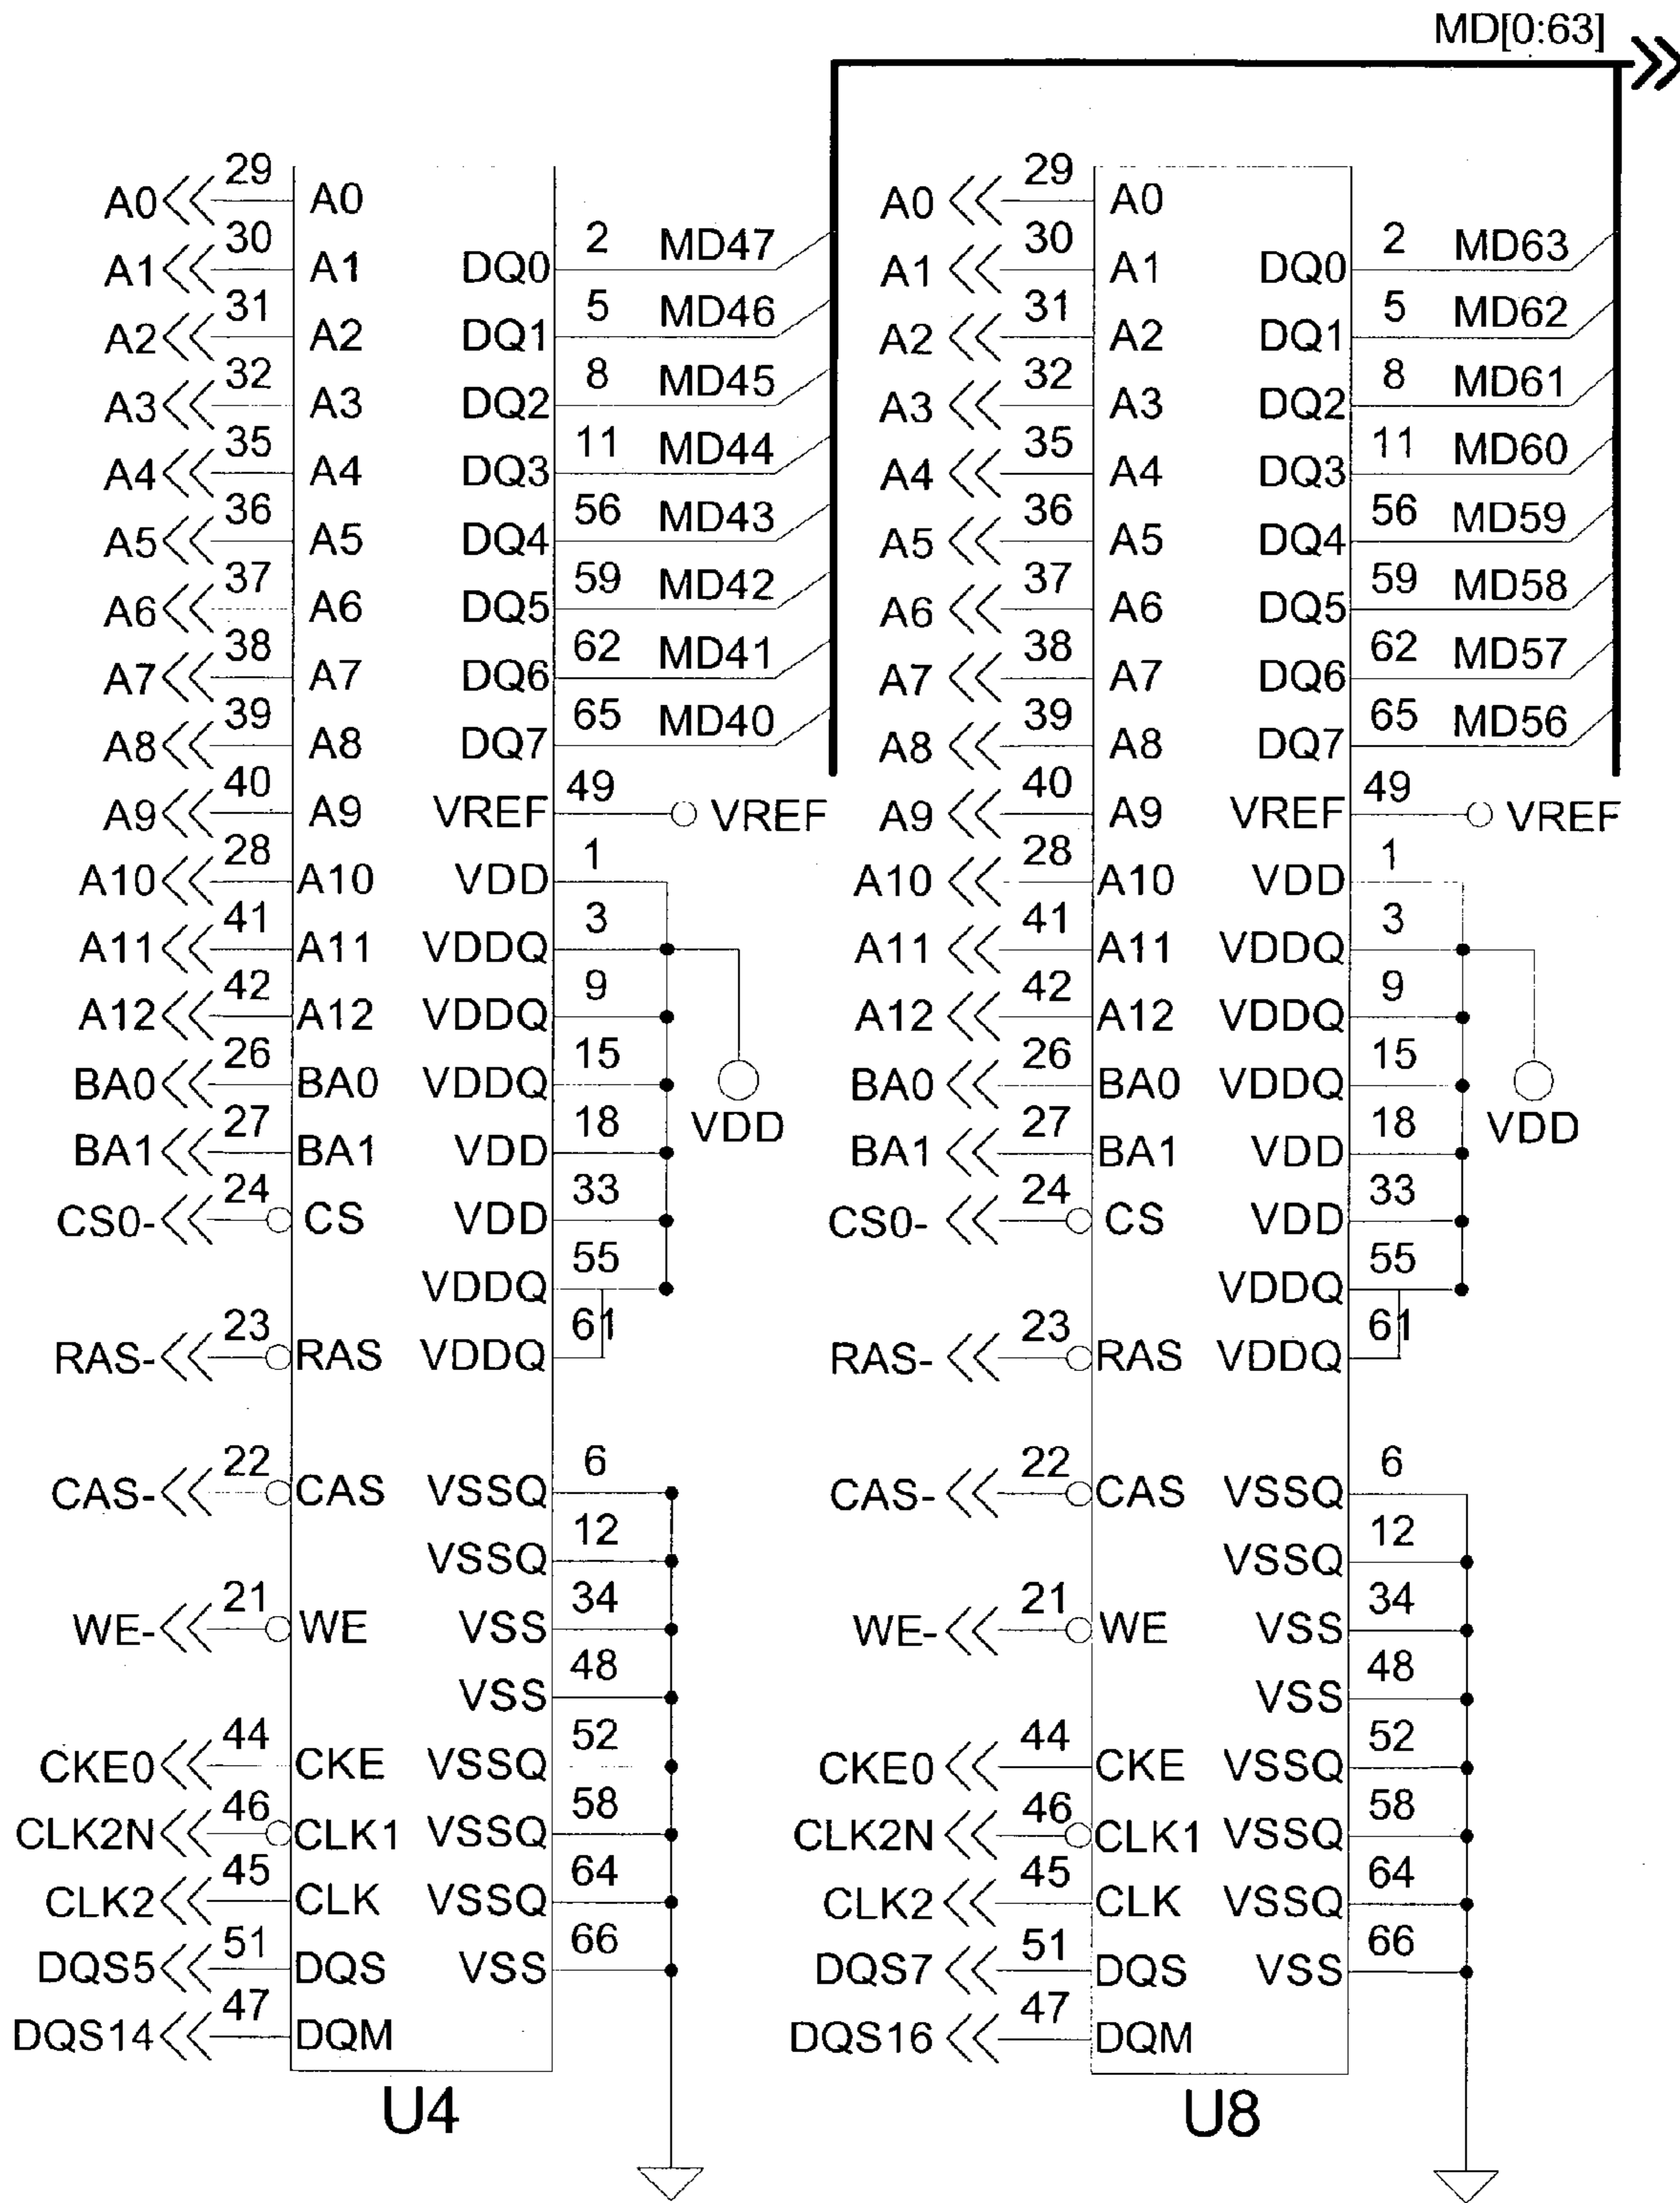 MD[0:63]
A0 29 A0
A1 30 A1 DQ0 2 MD47
A2 31 A2 DQ1 5 MD46
A3 32 A3 DQ2 8 MD45
A4 35 A4 DQ3 11 MD44
A5 36 A5 DQ4 56 MD43
A6 37 A6 DQ5 59 MD42
A7 38 A7 DQ6 62 MD41
A8 39 A8 DQ7 65 MD40
A9 40 A9 VREF 49 VREF
A10 28 A10 VDD 1
A11 41 A11 VDDQ 3
A12 42 A12 VDDQ 9
BA0 26 BA0 VDDQ 15
BA1 27 BA1 VDD 18 VDD
CS0- 24 CS VDD 33
VDDQ 55
RAS- 23 RAS VDDQ 61
CAS- 22 CAS VSSQ 6
VSSQ 12
WE- 21 WE VSS 34
VSS 48
CKE0 44 CKE VSSQ 52
CLK2N 46 CLK1 VSSQ 58
CLK2 45 CLK VSSQ 64
DQS5 51 DQS VSS 66
DQS14 47 DQM
U4
A0 29 A0
A1 30 A1 DQ0 2 MD63
A2 31 A2 DQ1 5 MD62
A3 32 A3 DQ2 8 MD61
A4 35 A4 DQ3 11 MD60
A5 36 A5 DQ4 56 MD59
A6 37 A6 DQ5 59 MD58
A7 38 A7 DQ6 62 MD57
A8 39 A8 DQ7 65 MD56
A9 40 A9 VREF 49 VREF
A10 28 A10 VDD 1
A11 41 A11 VDDQ 3
A12 42 A12 VDDQ 9
BA0 26 BA0 VDDQ 15
BA1 27 BA1 VDD 18 VDD
CS0- 24 CS VDD 33
VDDQ 55
RAS- 23 RAS VDDQ 61
CAS- 22 CAS VSSQ 6
VSSQ 12
WE- 21 WE VSS 34
VSS 48
CKE0 44 CKE VSSQ 52
CLK2N 46 CLK1 VSSQ 58
CLK2 45 CLK VSSQ 64
DQS7 51 DQS VSS 66
DQS16 47 DQM
U8